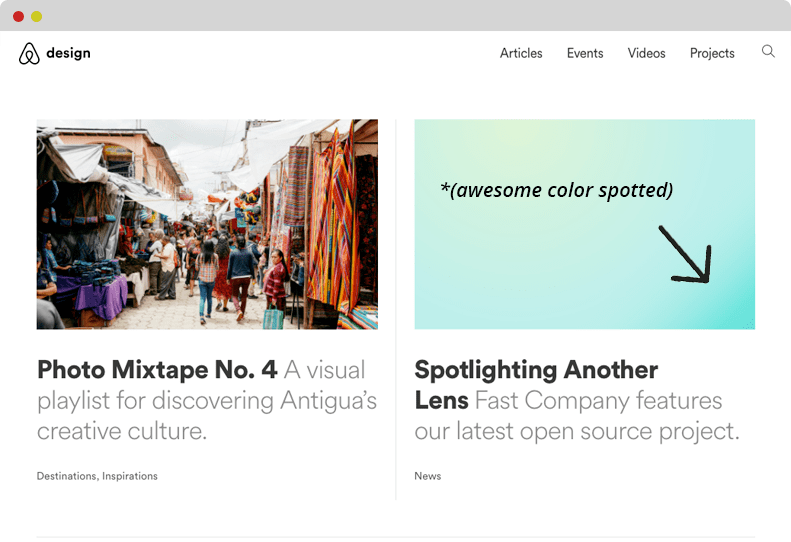 design
Articles Events Videos Projects
*(awesome color spotted)
Photo Mixtape No. 4 A visual
playlist for discovering Antigua’s
creative culture.
Destinations, Inspirations
Spotlighting Another
Lens Fast Company features
our latest open source project.
News